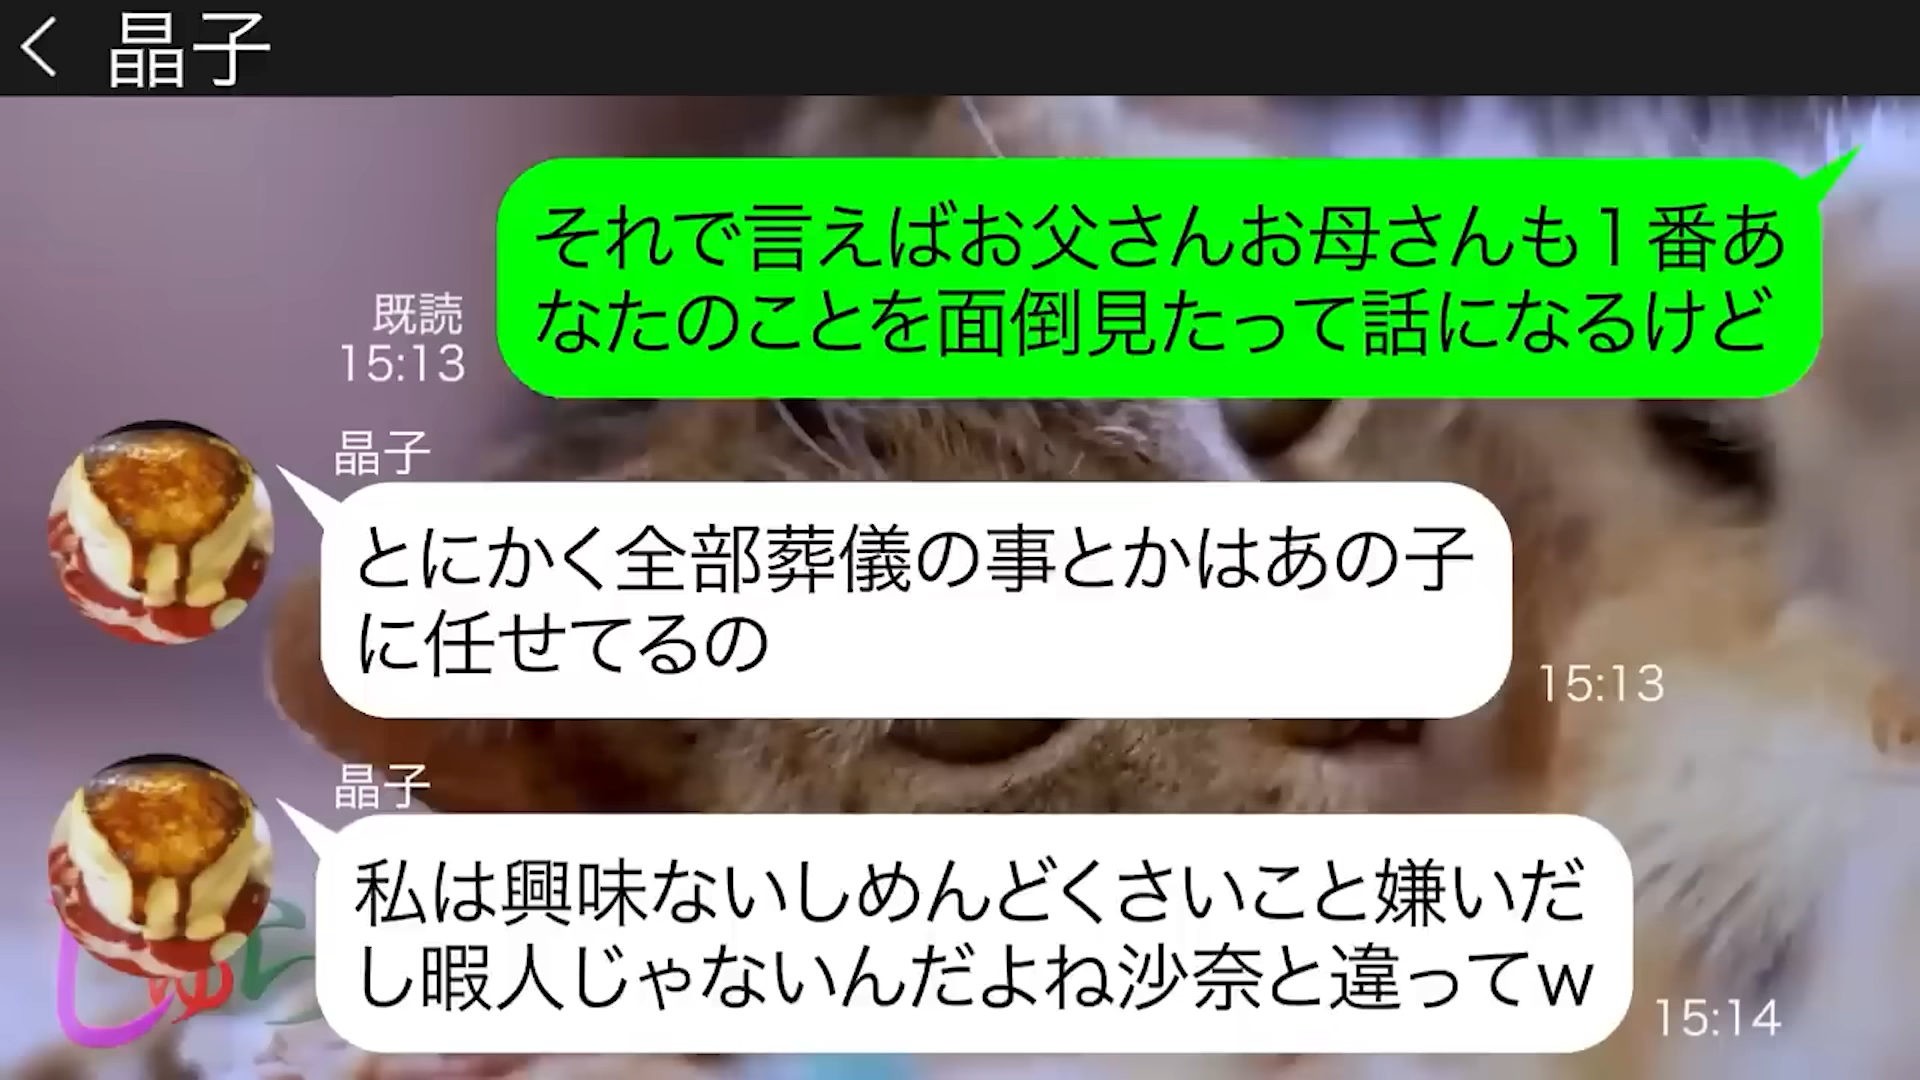 晶子
それで言えばお父さんお母さんも1番あ
なたのことを面倒見たって話になるけど
既読
15:13
晶子
とにかく全部葬儀の事とかはあの子
に任せてるの
15:13
晶子
私は興味ないしめんどくさいこと嫌いだ
し暇人じゃないんだよね沙奈と違ってw
15:14